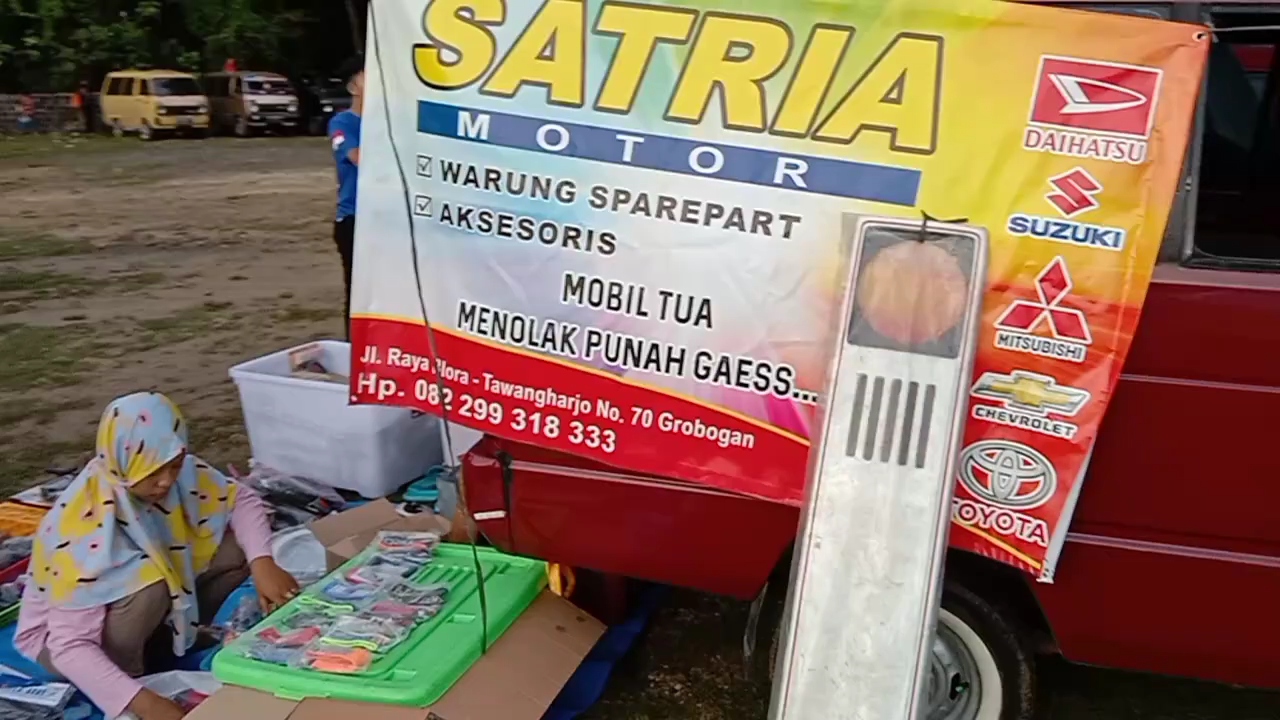 SATRIA
MOTOR
☑ WARUNG SPAREPART
☑ AKSESORIS
MOBIL TUA
MENOLAK PUNAH GAESS...
Jl. Raya Blora - Tawangharjo No. 70 Grobogan
Hp. 082 299 318 333
DAIHATSU
SUZUKI
MITSUBISHI
CHEVROLET
TOYOTA